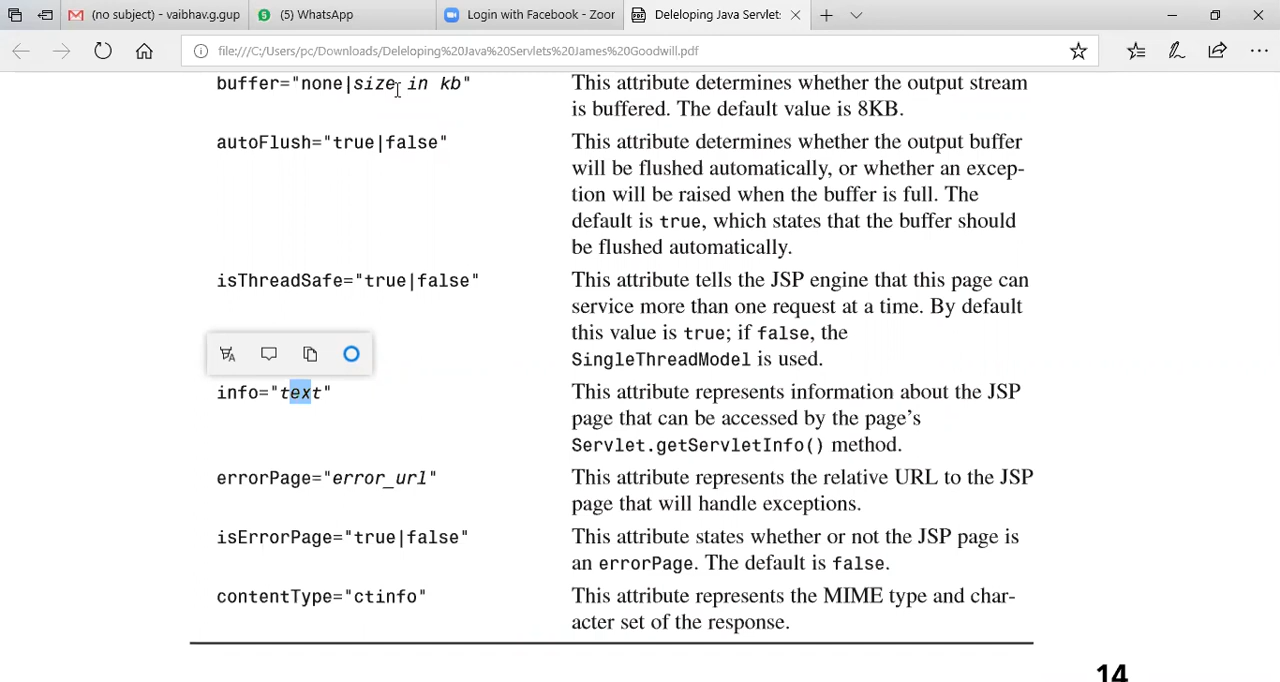 (no subject) - vaibhav.g.gup
(5) WhatsApp
Login with Facebook - Zoor
Deleloping Java Servlets
file:///C:/Users/pc/Downloads/Deleloping%20Java%20Servlets%20James%20Goodwill.pdf
buffer="none|size in kb" This attribute determines whether the output stream
is buffered. The default value is 8KB.
autoFlush="true|false" This attribute determines whether the output buffer
will be flushed automatically, or whether an excep-
tion will be raised when the buffer is full. The
default is true, which states that the buffer should
be flushed automatically.
isThreadSafe="true|false" This attribute tells the JSP engine that this page can
service more than one request at a time. By default
this value is true; if false, the
SingleThreadModel is used.
info="text" This attribute represents information about the JSP
page that can be accessed by the page’s
Servlet.getServletInfo() method.
errorPage="error_url" This attribute represents the relative URL to the JSP
page that will handle exceptions.
isErrorPage="true|false" This attribute states whether or not the JSP page is
an errorPage. The default is false.
contentType="ctinfo" This attribute represents the MIME type and char-
acter set of the response.
14